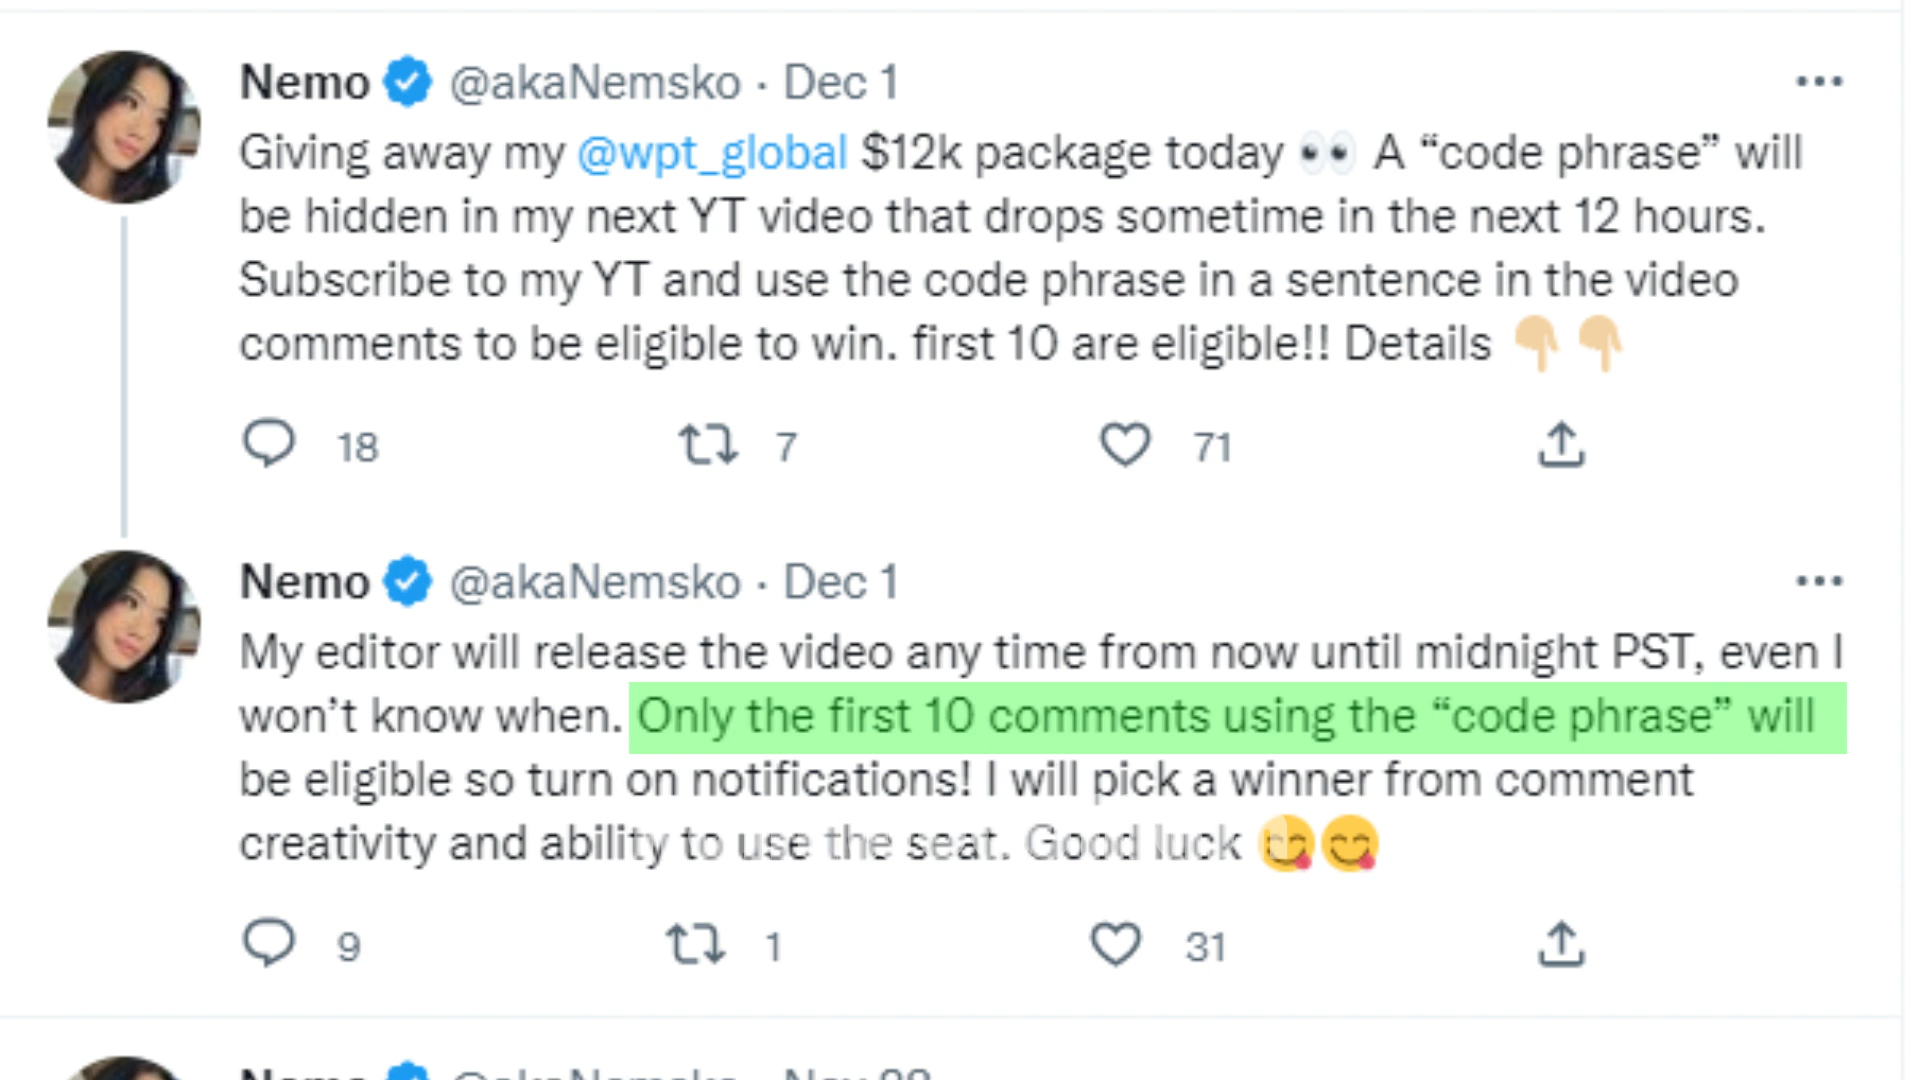 Nemo @akaNemsko · Dec 1
Giving away my @wpt_global $12k package today 👀 A “code phrase” will
be hidden in my next YT video that drops sometime in the next 12 hours.
Subscribe to my YT and use the code phrase in a sentence in the video
comments to be eligible to win. first 10 are eligible!! Details 👇🏼👇🏼
18 7 71
Nemo @akaNemsko · Dec 1
My editor will release the video any time from now until midnight PST, even I
won’t know when. Only the first 10 comments using the “code phrase” will
be eligible so turn on notifications! I will pick a winner from comment
creativity and ability to use the seat. Good luck 😋😋
9 1 31
Nemo @akaNemsko · Nov